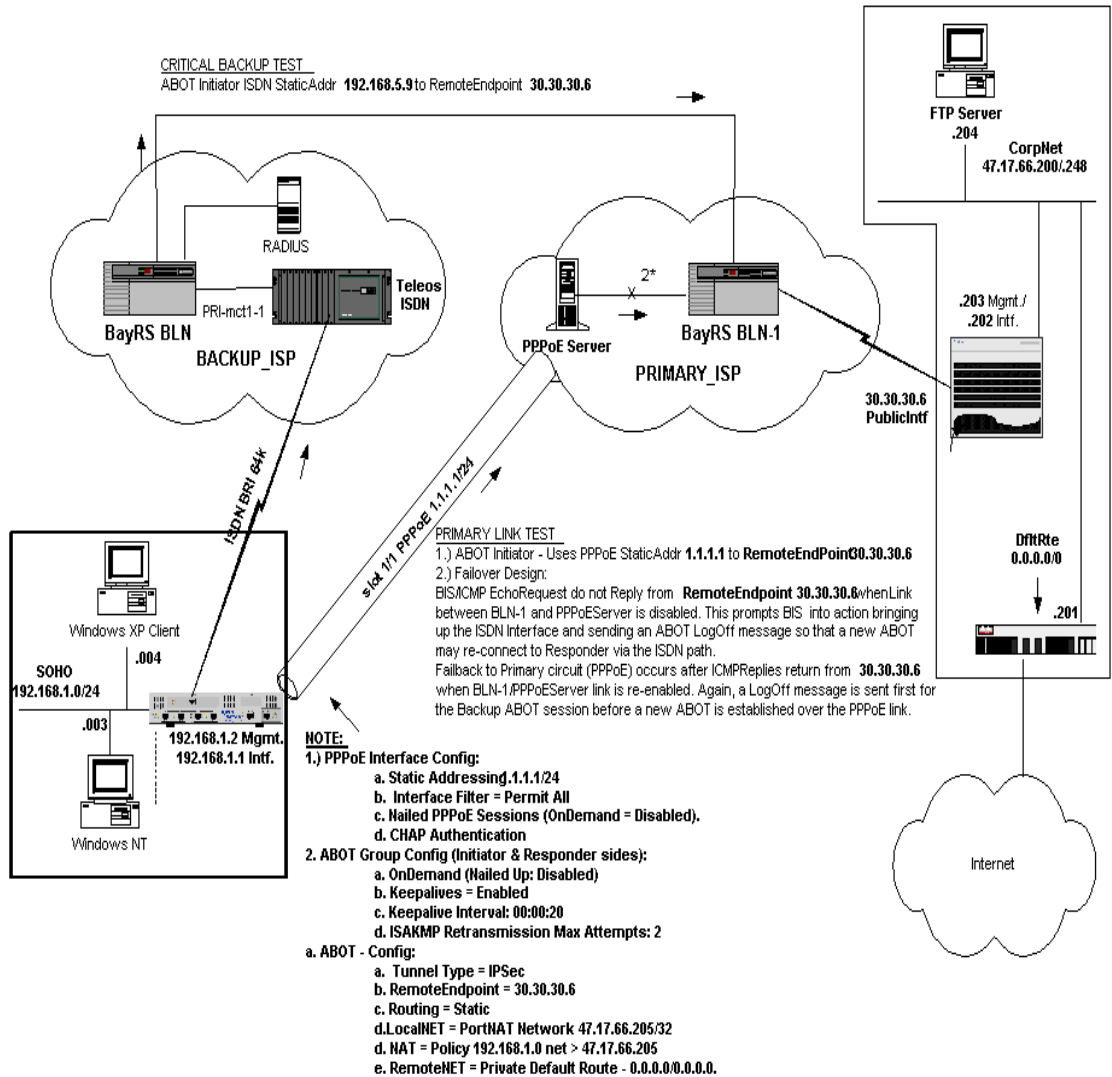 CRITICAL BACKUP TEST
ABOT Initiator ISDN StaticAddr 192.168.5.9 to RemoteEndpoint 30.30.30.6
FTP Server
.204
CorpNet
47.17.66.200/.248
RADIUS
Teleos
ISDN
PRI-mct1-1
BayRS BLN
BACKUP_ISP
2*
X
PPPoE Server
BayRS BLN-1
PRIMARY_ISP
.203 Mgmt./
.202 Intf.
30.30.30.6
PublicIntf
ISDN BRI 64k
slot 1/1 PPPoE 1.1.1.1/24
PRIMARY LINK TEST
1.) ABOT Initiator - Uses PPPoE StaticAddr 1.1.1.1 to RemoteEndPoint30.30.30.6
2.) Failover Design:
BIS/ICMP EchoRequest do not Reply from RemoteEndpoint 30.30.30.6whenLink
between BLN-1 and PPPoEServer is disabled. This prompts BIS into action bringing
up the ISDN Interface and sending an ABOT LogOff message so that a new ABOT
may re-connect to Responder via the ISDN path.
Failback to Primary circuit (PPPoE) occurs after ICMPReplies return from 30.30.30.6
when BLN-1/PPPoEServer link is re-enabled. Again, a LogOff message is sent first for
the Backup ABOT session before a new ABOT is established over the PPPoE link.
DfltRte
0.0.0.0/0
.201
Windows XP Client
.004
SOHO
192.168.1.0/24
.003
192.168.1.2 Mgmt.
192.168.1.1 Intf.
Windows NT
Internet
NOTE:
1.) PPPoE Interface Config:
a. Static Addressing.1.1.1/24
b. Interface Filter = Permit All
c. Nailed PPPoE Sessions (OnDemand = Disabled).
d. CHAP Authentication
2. ABOT Group Config (Initiator & Responder sides):
a. OnDemand (Nailed Up: Disabled)
b. Keepalives = Enabled
c. Keepalive Interval: 00:00:20
d. ISAKMP Retransmission Max Attempts: 2
a. ABOT - Config:
a. Tunnel Type = IPSec
b. RemoteEndpoint = 30.30.30.6
c. Routing = Static
d.LocalNET = PortNAT Network 47.17.66.205/32
d. NAT = Policy 192.168.1.0 net > 47.17.66.205
e. RemoteNET = Private Default Route - 0.0.0.0/0.0.0.0.